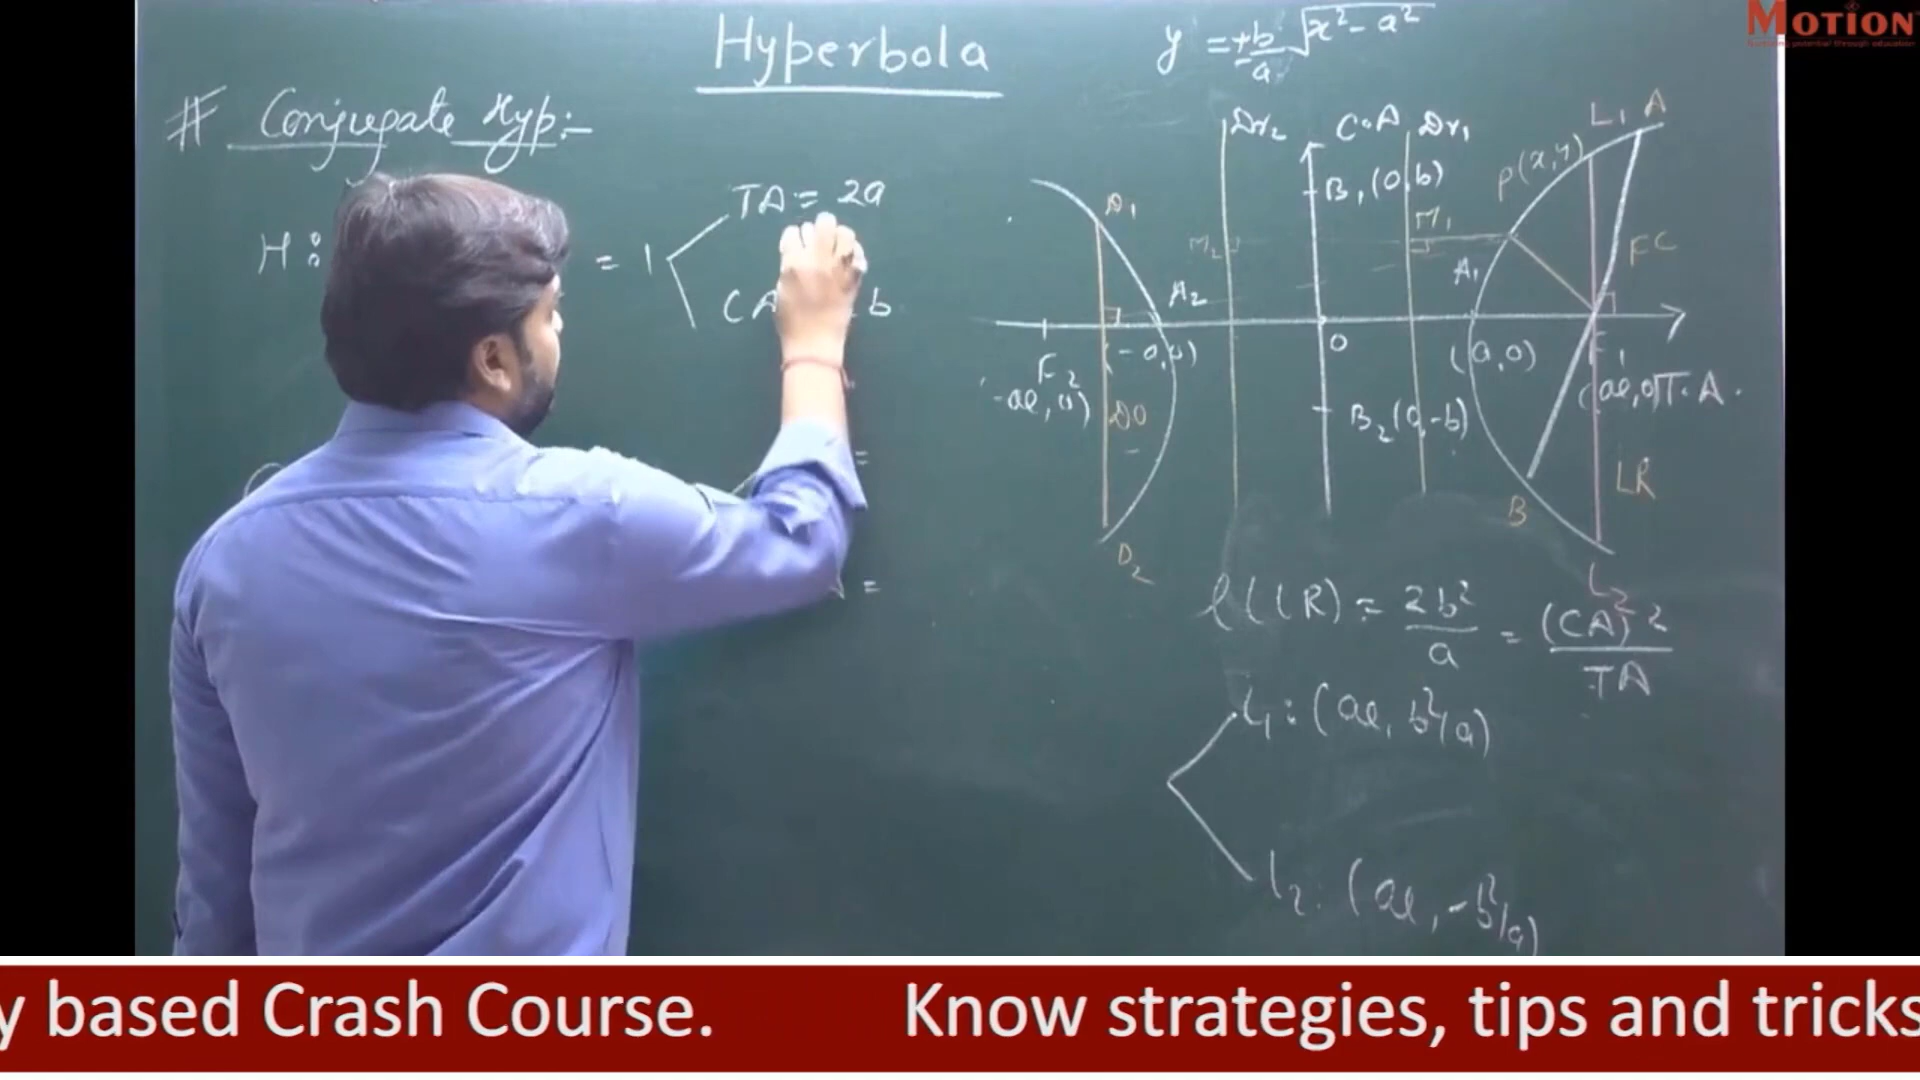 MOTION
Hyperbola
y = ± b/a √x² - a²
# Conjugate Hyp:-
H: = 1
TA = 2a
CA b
=
=
Dr₂
C.A
Dr₁
L₁ A
P(x,y)
B₁(0,b)
D₁
M₂
M₁
A₁
FC
A₂
F₂
(-a,0)
O
(a,0)
F₁
-ae,0)
DO
B₂(0,-b)
(ae,0)
T.A.
LR
B
D₂
L₂
l(LR) = 2b²/a = (CA)²/TA
L₁: (ae, b²/a)
L₂: (ae, -b²/a)
y based Crash Course. Know strategies, tips and tricks